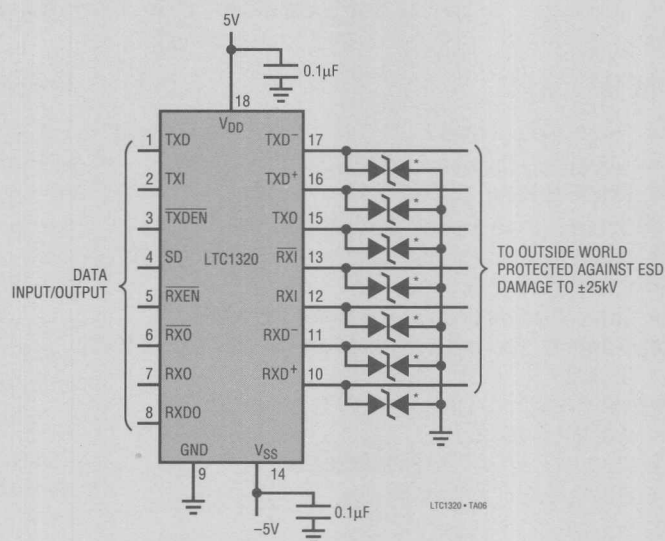 5V
0.1µF
18
VDD
1 TXD TXD⁻ 17
2 TXI TXD⁺ 16
3 TXDEN TXO 15
4 SD LTC1320 RXI 13
5 RXEN RXI 12
6 RXO RXD⁻ 11
7 RXO RXD⁺ 10
8 RXDO
GND VSS
9 14
DATA
INPUT/OUTPUT
* 
*
*
*
*
*
*
TO OUTSIDE WORLD
PROTECTED AGAINST ESD
DAMAGE TO ±25kV
0.1µF
–5V
LTC1320 • TA06